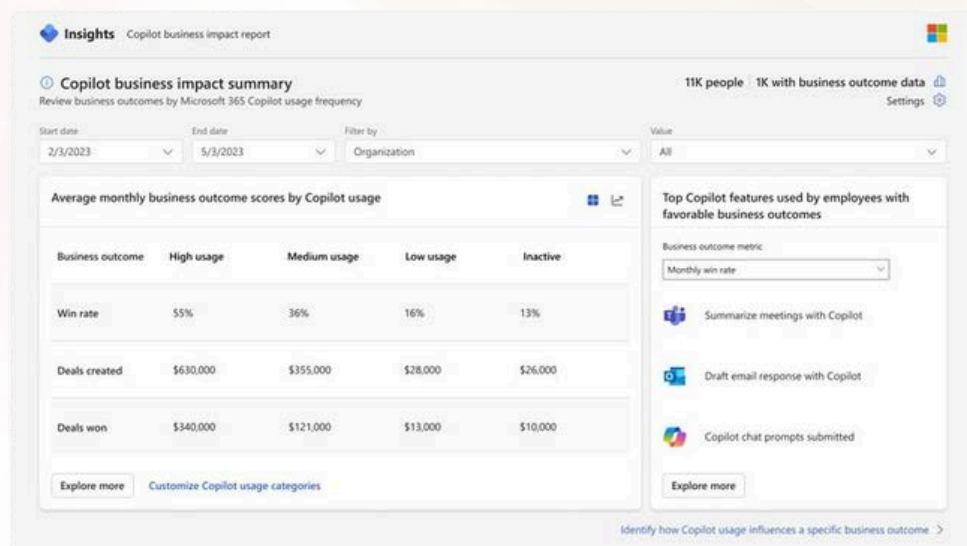 Insights Copilot business impact report
Copilot business impact summary
Review business outcomes by Microsoft 365 Copilot usage frequency
11K people 1K with business outcome data
Settings
Start date End date Filter by Value
2/3/2023 5/3/2023 Organization All
Average monthly business outcome scores by Copilot usage
Business outcome High usage Medium usage Low usage Inactive
Win rate 55% 36% 16% 13%
Deals created $630,000 $355,000 $28,000 $26,000
Deals won $340,000 $121,000 $13,000 $10,000
Explore more Customize Copilot usage categories
Top Copilot features used by employees with
favorable business outcomes
Business outcome metric
Monthly win rate
Summarize meetings with Copilot
Draft email response with Copilot
Copilot chat prompts submitted
Explore more
Identify how Copilot usage influences a specific business outcome >